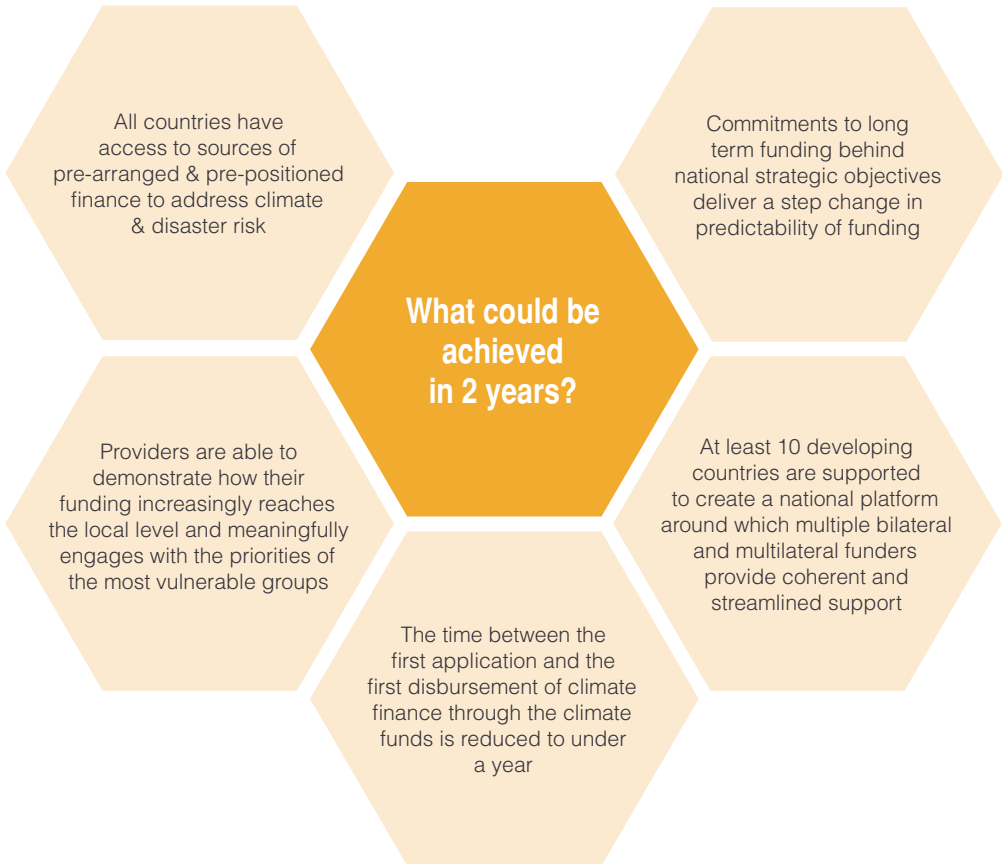 All countries have
access to sources of
pre-arranged & pre-positioned
finance to address climate
& disaster risk
Commitments to long
term funding behind
national strategic objectives
deliver a step change in
predictability of funding
What could be
achieved
in 2 years?
Providers are able to
demonstrate how their
funding increasingly reaches
the local level and meaningfully
engages with the priorities of
the most vulnerable groups
At least 10 developing
countries are supported
to create a national platform
around which multiple bilateral
and multilateral funders
provide coherent and
streamlined support
The time between the
first application and the
first disbursement of climate
finance through the climate
funds is reduced to under
a year